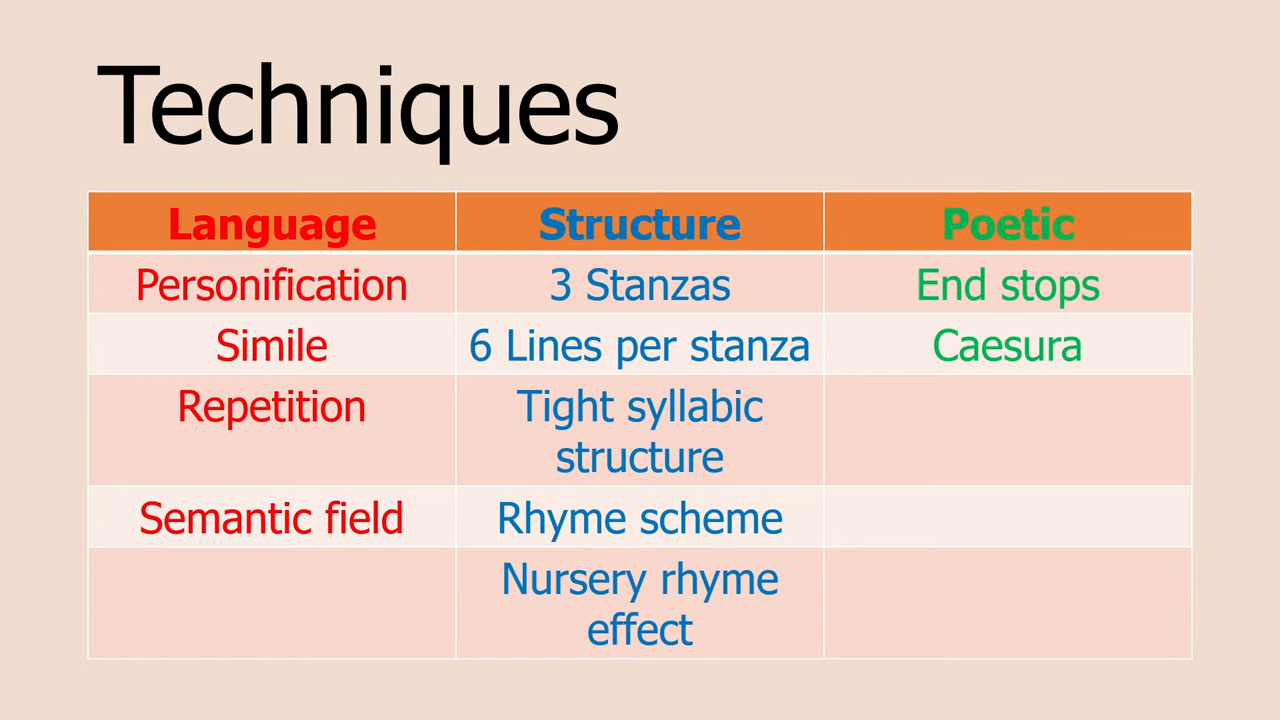 Techniques
Language Structure Poetic
Personification 3 Stanzas End stops
Simile 6 Lines per stanza Caesura
Repetition Tight syllabic
structure
Semantic field Rhyme scheme
Nursery rhyme
effect